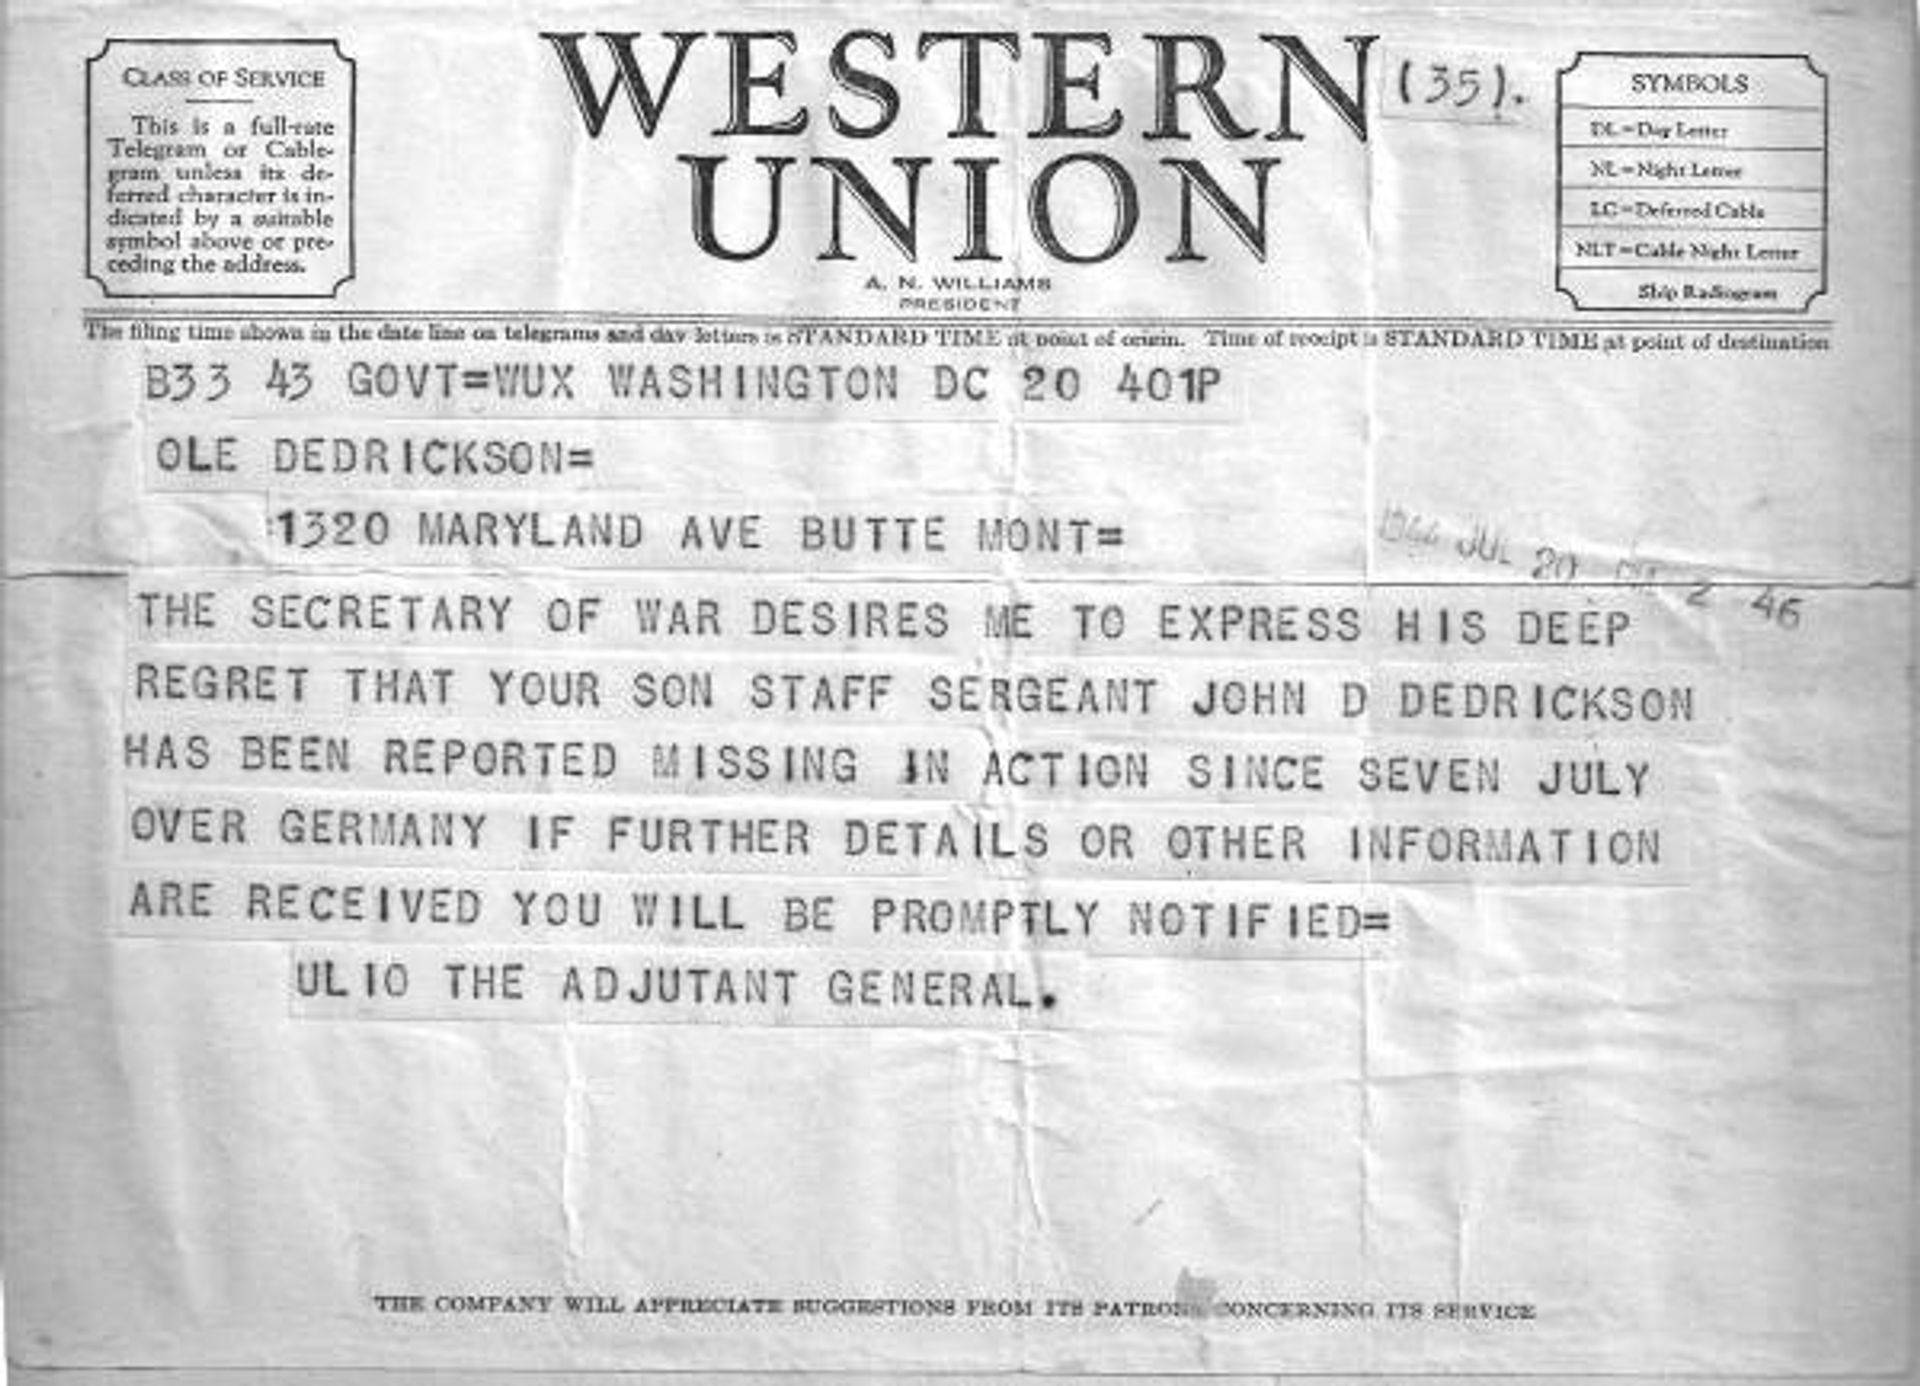 CLASS OF SERVICE
This is a full-rate
Telegram or Cable-
gram unless its de-
ferred character is in-
dicated by a suitable
symbol above or pre-
ceding the address.
WESTERN
UNION
A. N. WILLIAMS
PRESIDENT
(35).
SYMBOLS
DL=Day Letter
NL=Night Letter
LC=Deferred Cable
NLT=Cable Night Letter
Ship Radiogram
The filing time shown in the date line on telegrams and day letters is STANDARD TIME at point of origin. Time of receipt is STANDARD TIME at point of destination
B33 43 GOVT=WUX WASHINGTON DC 20 401P
OLE DEDRICKSON=
1320 MARYLAND AVE BUTTE MONT=
1944 JUL 20 PM 2 46
THE SECRETARY OF WAR DESIRES ME TO EXPRESS HIS DEEP
REGRET THAT YOUR SON STAFF SERGEANT JOHN D DEDRICKSON
HAS BEEN REPORTED MISSING IN ACTION SINCE SEVEN JULY
OVER GERMANY IF FURTHER DETAILS OR OTHER INFORMATION
ARE RECEIVED YOU WILL BE PROMPTLY NOTIFIED=
ULIO THE ADJUTANT GENERAL.
THE COMPANY WILL APPRECIATE SUGGESTIONS FROM ITS PATRONS CONCERNING ITS SERVICE